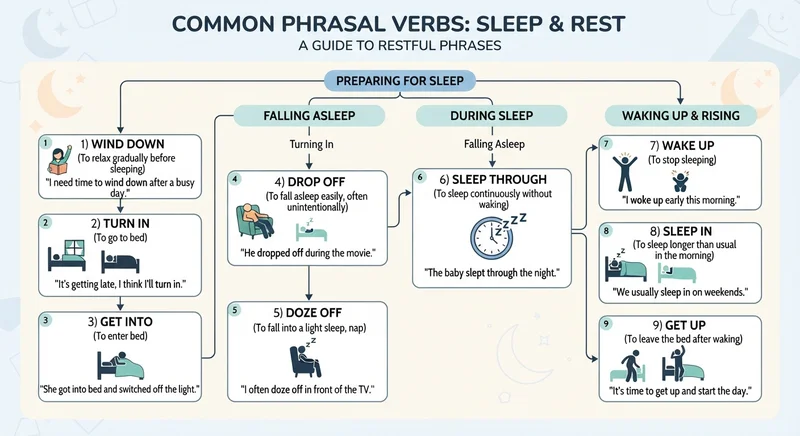 COMMON PHRASAL VERBS: SLEEP & REST
A GUIDE TO RESTFUL PHRASES
PREPARING FOR SLEEP
1
1) WIND DOWN
(To relax gradually before
sleeping)
"I need time to wind down after a busy
day."
2
2) TURN IN
(To go to bed)
"It's getting late, I think I'll turn in."
3
3) GET INTO
(To enter bed)
"She got into bed and switched off the light."
FALLING ASLEEP
Turning In
4
4) DROP OFF
(To fall asleep easily, often
unintentionally)
z z
"He dropped off during the movie."
5
5) DOZE OFF
(To fall into a light sleep, nap)
z z
"I often doze off in front of the TV."
DURING SLEEP
Falling Asleep
6
6) SLEEP THROUGH
(To sleep continuously without
waking)
z z Z Z
"The baby slept through the night."
WAKING UP & RISING
7
7) WAKE UP
(To stop sleeping)
"I woke up early this morning."
8
8) SLEEP IN
(To sleep longer than usual
in the morning)
z z
"We usually sleep in on weekends."
9
9) GET UP
(To leave the bed after waking)
"It's time to get up and start the day."